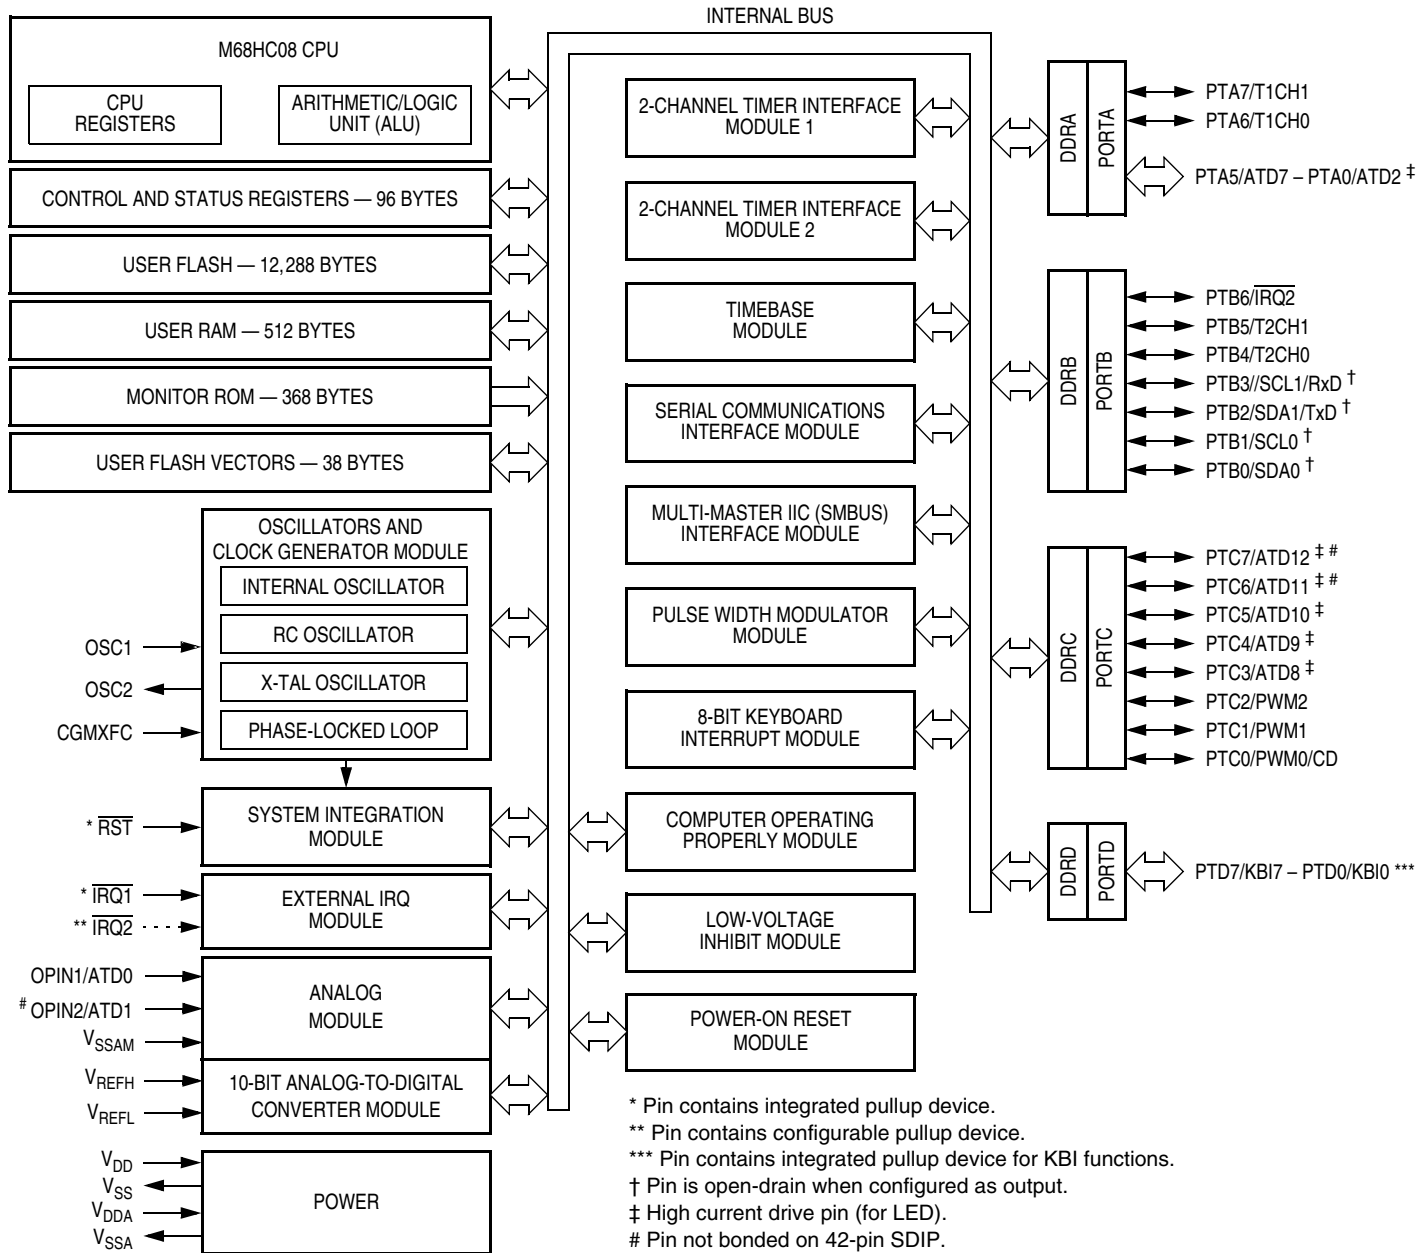 INTERNAL BUS
M68HC08 CPU
CPU
REGISTERS
ARITHMETIC/LOGIC
UNIT (ALU)
CONTROL AND STATUS REGISTERS — 96 BYTES
USER FLASH — 12,288 BYTES
USER RAM — 512 BYTES
MONITOR ROM — 368 BYTES
USER FLASH VECTORS — 38 BYTES
OSCILLATORS AND
CLOCK GENERATOR MODULE
INTERNAL OSCILLATOR
RC OSCILLATOR
X-TAL OSCILLATOR
PHASE-LOCKED LOOP
OSC1
OSC2
CGMXFC
SYSTEM INTEGRATION
MODULE
* RST
EXTERNAL IRQ
MODULE
* IRQ1
** IRQ2
ANALOG
MODULE
OPIN1/ATD0
# OPIN2/ATD1
VSSAM
10-BIT ANALOG-TO-DIGITAL
CONVERTER MODULE
VREFH
VREFL
POWER
VDD
VSS
VDDA
VSSA
2-CHANNEL TIMER INTERFACE
MODULE 1
2-CHANNEL TIMER INTERFACE
MODULE 2
TIMEBASE
MODULE
SERIAL COMMUNICATIONS
INTERFACE MODULE
MULTI-MASTER IIC (SMBUS)
INTERFACE MODULE
PULSE WIDTH MODULATOR
MODULE
8-BIT KEYBOARD
INTERRUPT MODULE
COMPUTER OPERATING
PROPERLY MODULE
LOW-VOLTAGE
INHIBIT MODULE
POWER-ON RESET
MODULE
DDRA
PORTA
PTA7/T1CH1
PTA6/T1CH0
PTA5/ATD7 – PTA0/ATD2 ‡
DDRB
PORTB
PTB6/IRQ2
PTB5/T2CH1
PTB4/T2CH0
PTB3//SCL1/RxD †
PTB2/SDA1/TxD †
PTB1/SCL0 †
PTB0/SDA0 †
DDRC
PORTC
PTC7/ATD12 ‡ #
PTC6/ATD11 ‡ #
PTC5/ATD10 ‡
PTC4/ATD9 ‡
PTC3/ATD8 ‡
PTC2/PWM2
PTC1/PWM1
PTC0/PWM0/CD
DDRD
PORTD
PTD7/KBI7 – PTD0/KBI0 ***
* Pin contains integrated pullup device.
** Pin contains configurable pullup device.
*** Pin contains integrated pullup device for KBI functions.
† Pin is open-drain when configured as output.
‡ High current drive pin (for LED).
# Pin not bonded on 42-pin SDIP.